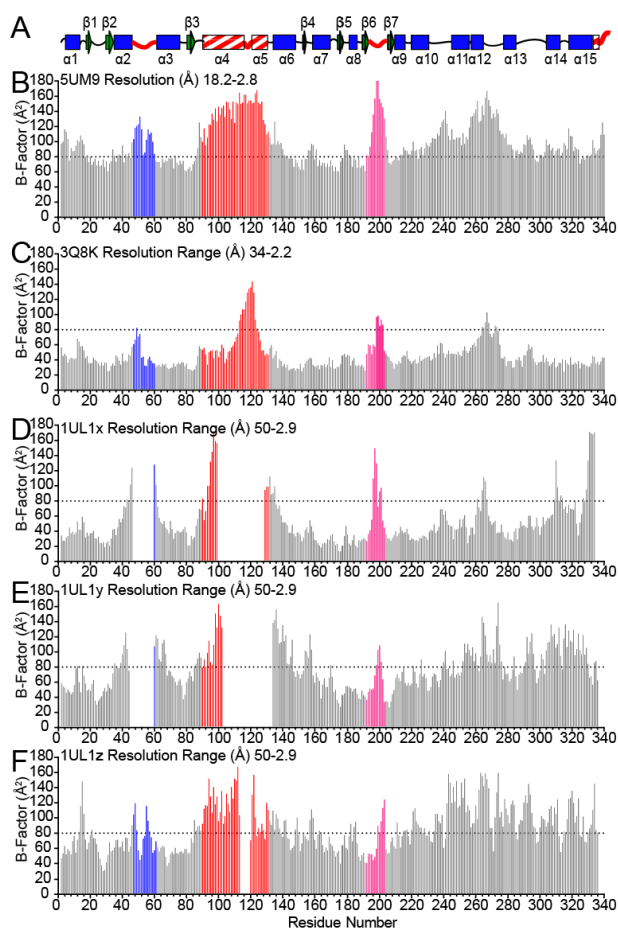 A
β1 β2 β3 β4 β5 β6 β7
α1 α2 α3 α4 α5 α6 α7 α8 α9 α10 α11 α12 α13 α14 α15
B
5UM9 Resolution (Å) 18.2-2.8
B-Factor (Å²)
180
160
140
120
100
80
60
40
20
0
0 20 40 60 80 100 120 140 160 180 200 220 240 260 280 300 320 340
C
3Q8K Resolution Range (Å) 34-2.2
B-Factor (Å²)
180
160
140
120
100
80
60
40
20
0
0 20 40 60 80 100 120 140 160 180 200 220 240 260 280 300 320 340
D
1UL1x Resolution Range (Å) 50-2.9
B-Factor (Å²)
180
160
140
120
100
80
60
40
20
0
0 20 40 60 80 100 120 140 160 180 200 220 240 260 280 300 320 340
E
1UL1y Resolution Range (Å) 50-2.9
B-Factor (Å²)
180
160
140
120
100
80
60
40
20
0
0 20 40 60 80 100 120 140 160 180 200 220 240 260 280 300 320 340
F
1UL1z Resolution Range (Å) 50-2.9
B-Factor (Å²)
180
160
140
120
100
80
60
40
20
0
0 20 40 60 80 100 120 140 160 180 200 220 240 260 280 300 320 340
Residue Number